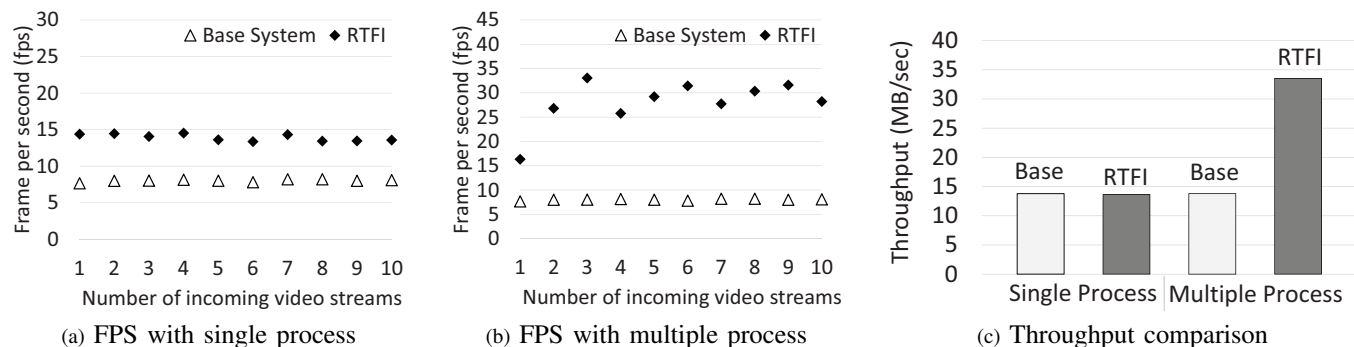 30
25
20
15
10
5
0
Frame per second (fps)
△ Base System ◆ RTFI
1 2 3 4 5 6 7 8 9 10
Number of incoming video streams
(a) FPS with single process
45
40
35
30
25
20
15
10
5
0
Frame per second (fps)
△ Base System ◆ RTFI
1 2 3 4 5 6 7 8 9 10
Number of incoming video streams
(b) FPS with multiple process
40
35
30
25
20
15
10
5
0
Throughput (MB/sec)
Base
RTFI
Base
RTFI
Single Process
Multiple Process
(c) Throughput comparison